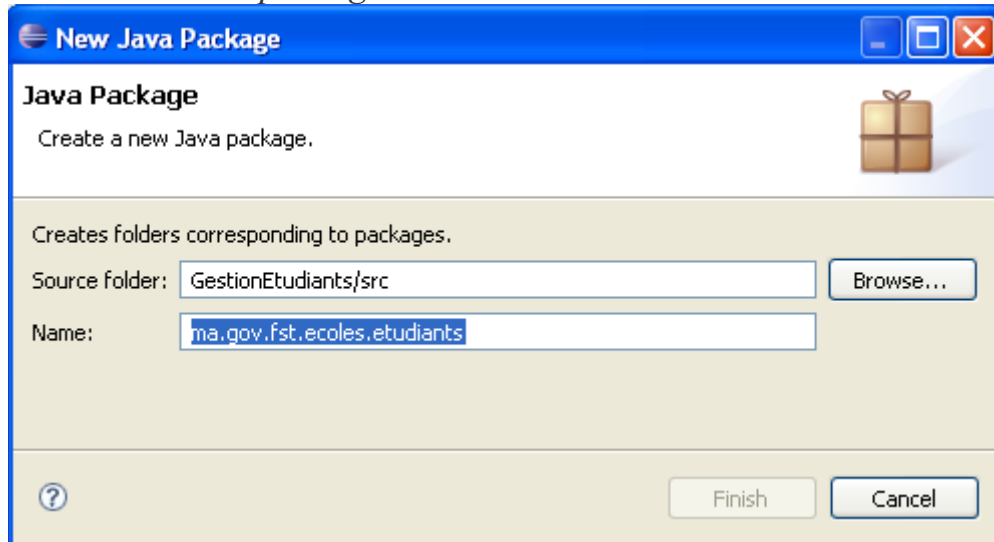 New Java Package
Java Package
Create a new Java package.
Creates folders corresponding to packages.
Source folder: GestionEtudiants/src Browse...
Name: ma.gov.fst.ecoles.etudiants
? Finish Cancel